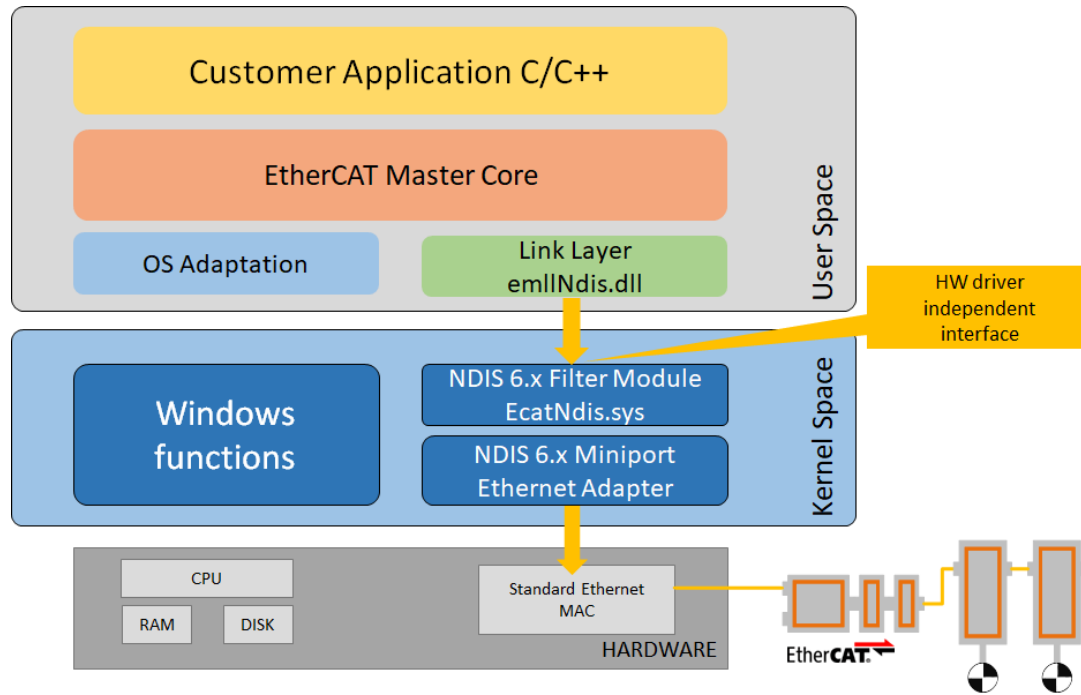 Customer Application C/C++
EtherCAT Master Core
OS Adaptation
Link Layer
emllNdis.dll
User Space
HW driver
independent
interface
Windows
functions
NDIS 6.x Filter Module
EcatNdis.sys
NDIS 6.x Miniport
Ethernet Adapter
Kernel Space
CPU
RAM
DISK
Standard Ethernet
MAC
HARDWARE
EtherCAT®